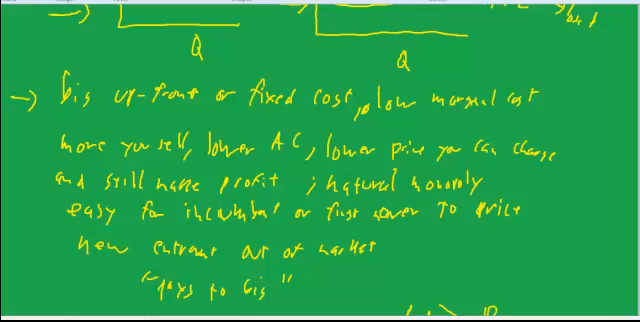 Q
Q
→ big up-front or fixed cost, low marginal cost
more you sell, lower AC, lower price you can charge
and still make profit ; natural monopoly
easy for incumbent or first mover to price
new entrant out of market
"pays to big"